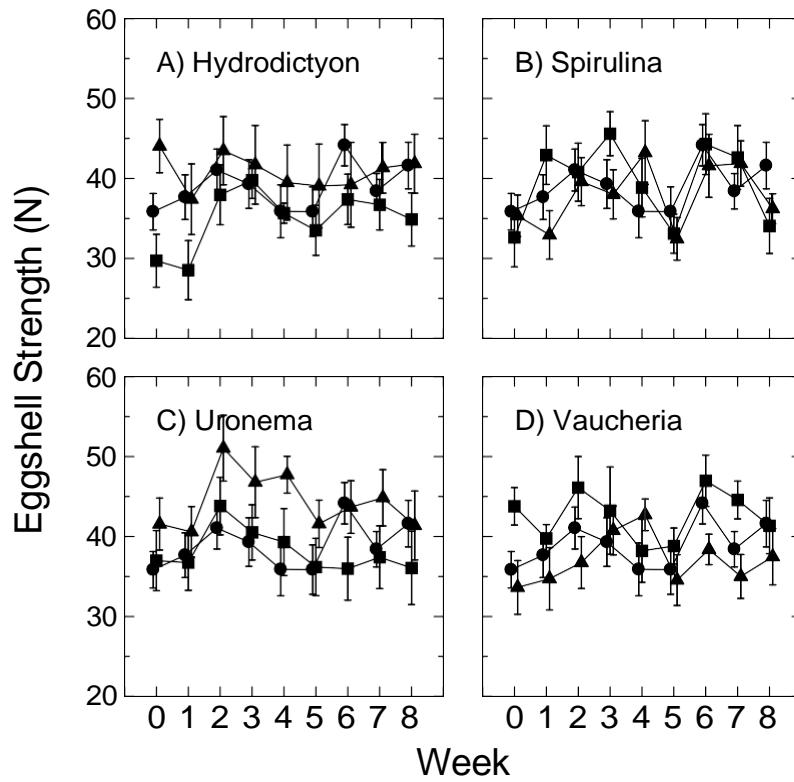 60
50
40
30
20
A) Hydrodictyon
B) Spirulina
60
50
40
30
20
C) Uronema
D) Vaucheria
Eggshell Strength (N)
0 1 2 3 4 5 6 7 8
0 1 2 3 4 5 6 7 8
Week